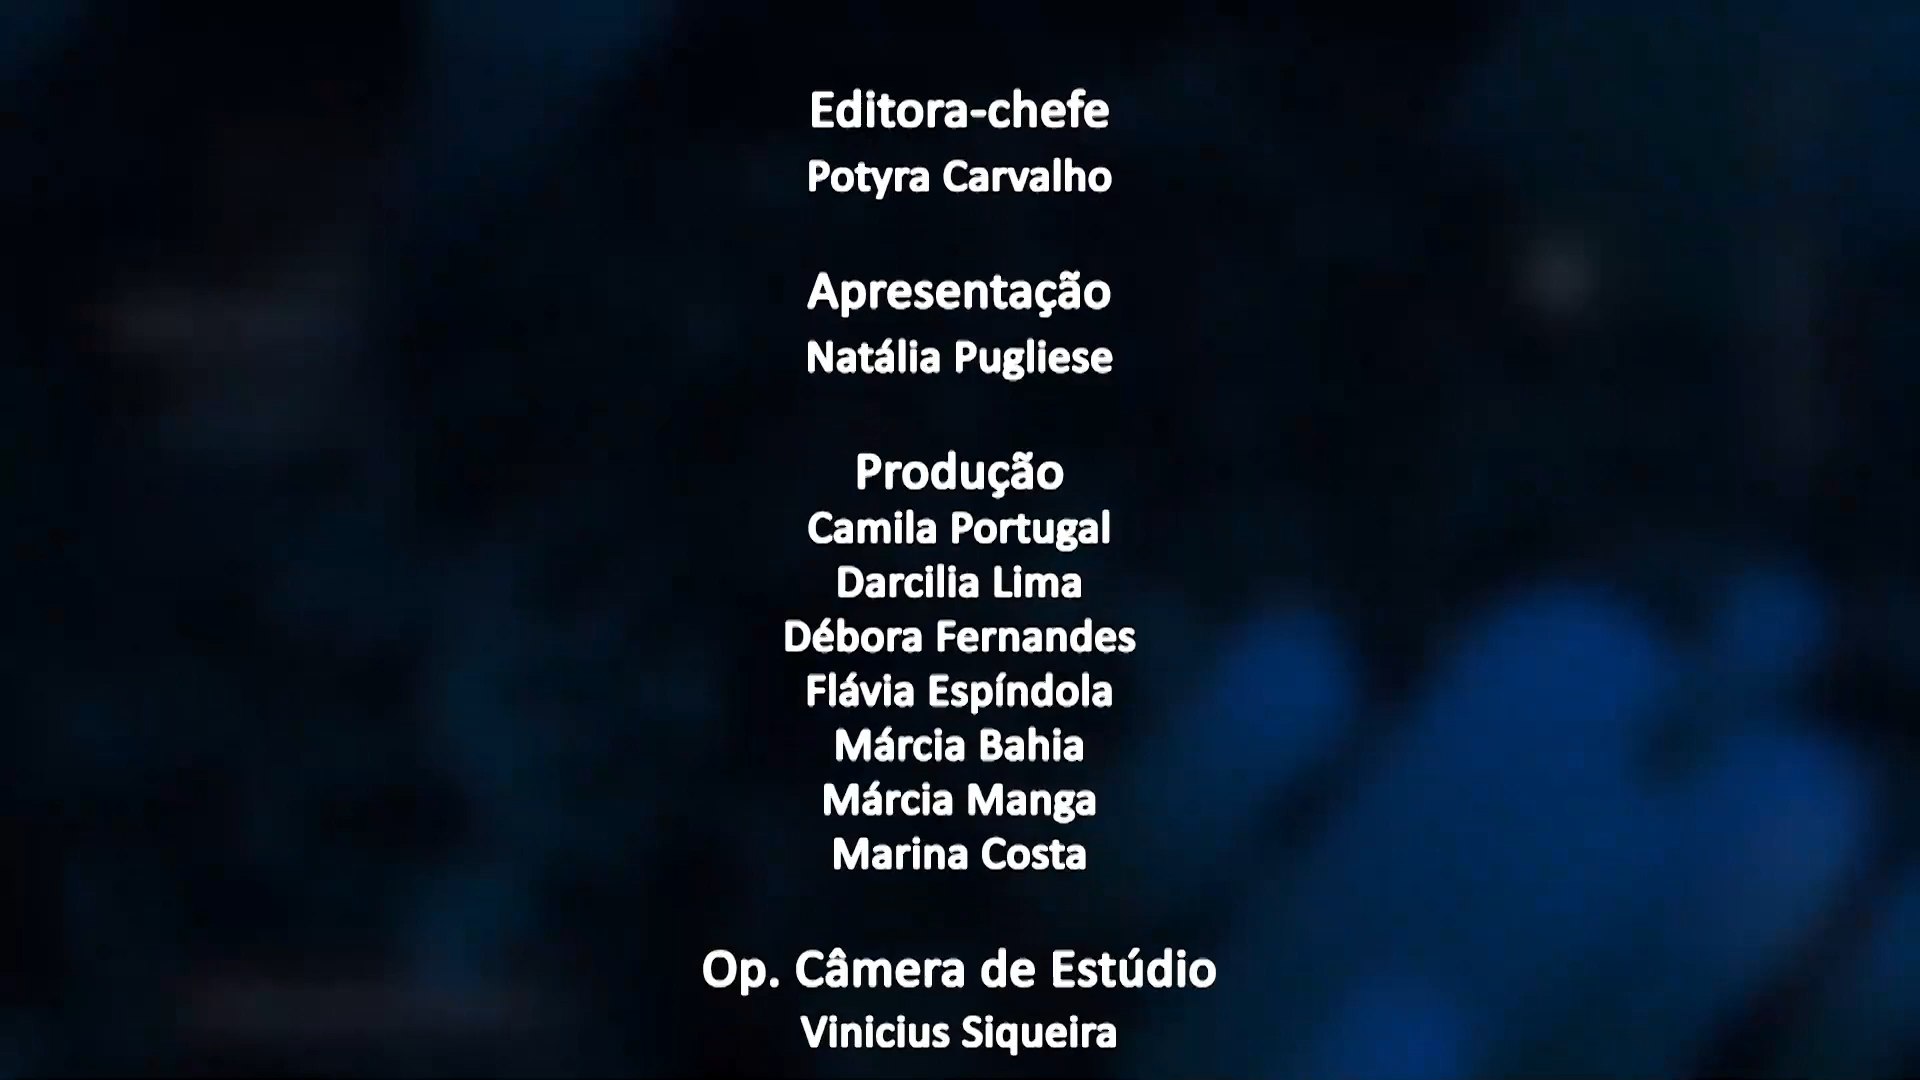 Editora-chefe
Potyra Carvalho
Apresentação
Natália Pugliese
Produção
Camila Portugal
Darcilia Lima
Débora Fernandes
Flávia Espíndola
Márcia Bahia
Márcia Manga
Marina Costa
Op. Câmera de Estúdio
Vinicius Siqueira